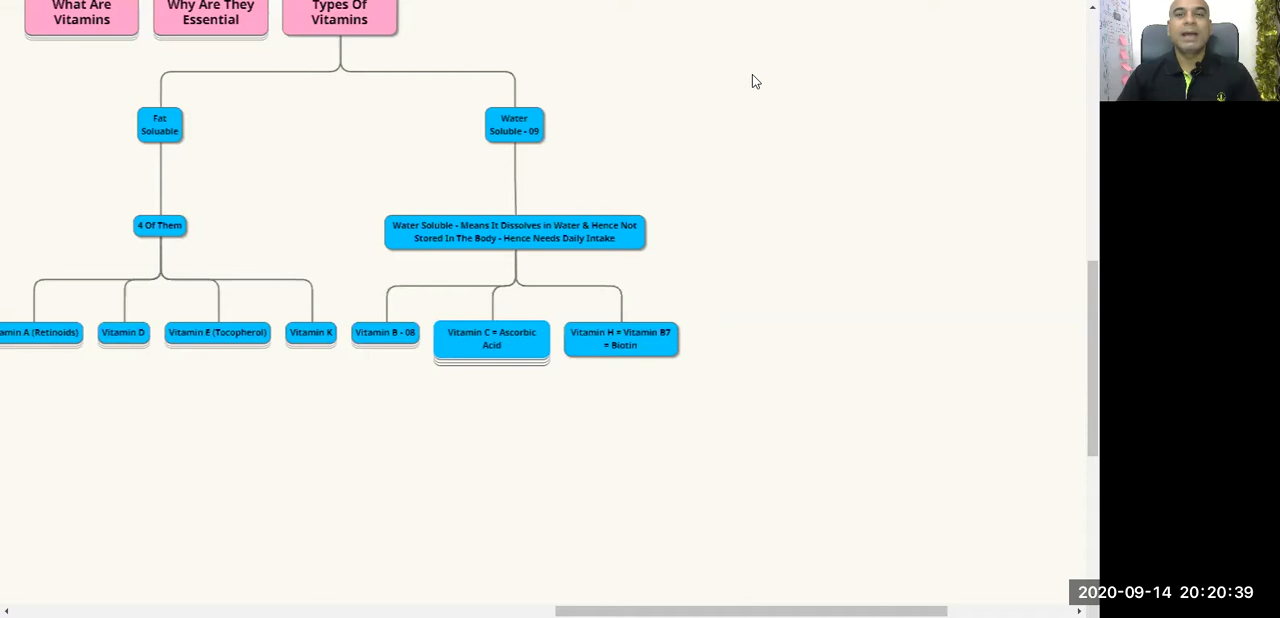 What Are
Vitamins
Why Are They
Essential
Types Of
Vitamins
Fat
Soluable
Water
Soluble - 09
4 Of Them
Water Soluble - Means It Dissolves in Water & Hence Not
Stored In The Body - Hence Needs Daily Intake
amin A (Retinoids)
Vitamin D
Vitamin E (Tocopherol)
Vitamin K
Vitamin B - 08
Vitamin C = Ascorbic
Acid
Vitamin H = Vitamin B7
= Biotin
2020-09-14 20:20:39